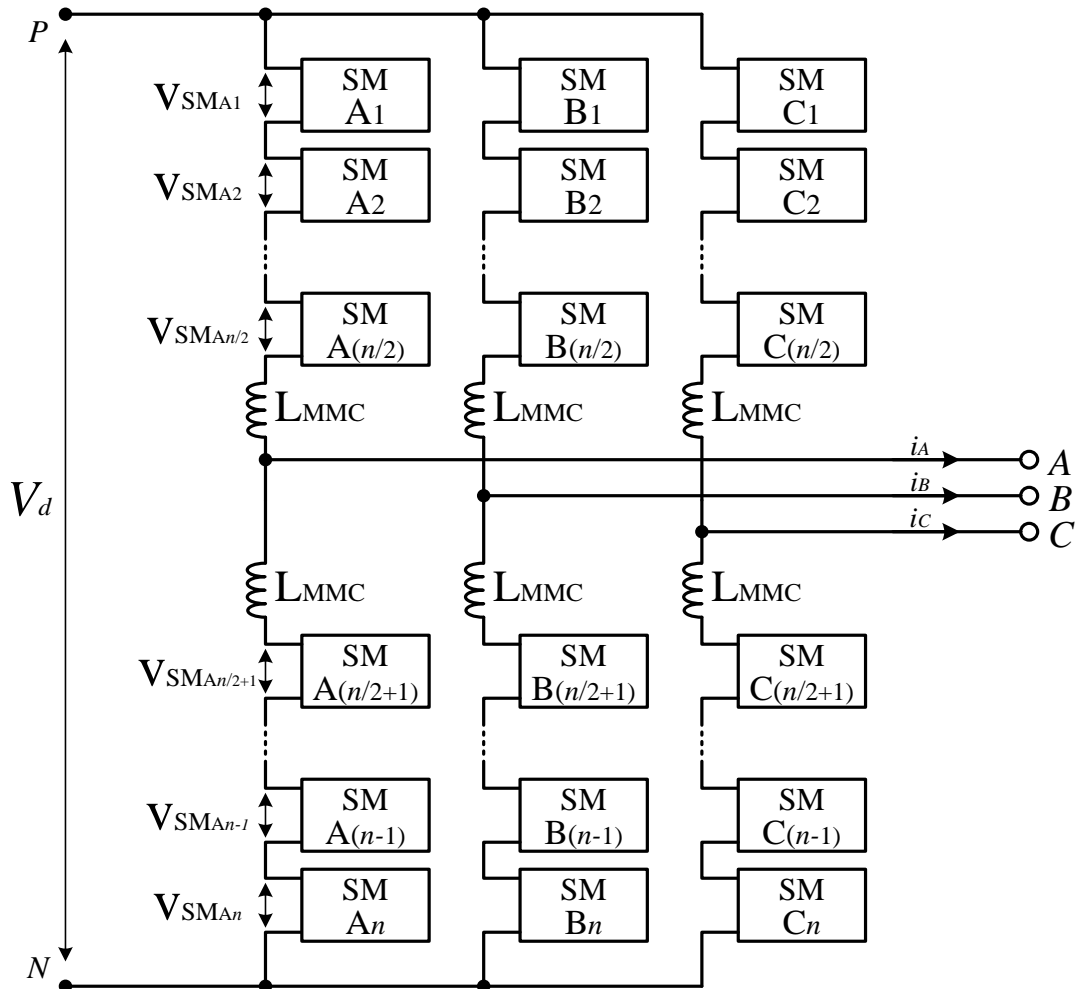 P
SM
A1
SM
B1
SM
C1
VSMA1
SM
A2
SM
B2
SM
C2
VSMA2
SM
A(n/2)
SM
B(n/2)
SM
C(n/2)
VSMAn/2
LMMC
LMMC
LMMC
iA
A
Vd
iB
B
iC
C
LMMC
LMMC
LMMC
SM
A(n/2+1)
SM
B(n/2+1)
SM
C(n/2+1)
VSMAn/2+1
SM
A(n-1)
SM
B(n-1)
SM
C(n-1)
VSMAn-1
SM
An
SM
Bn
SM
Cn
VSMAn
N